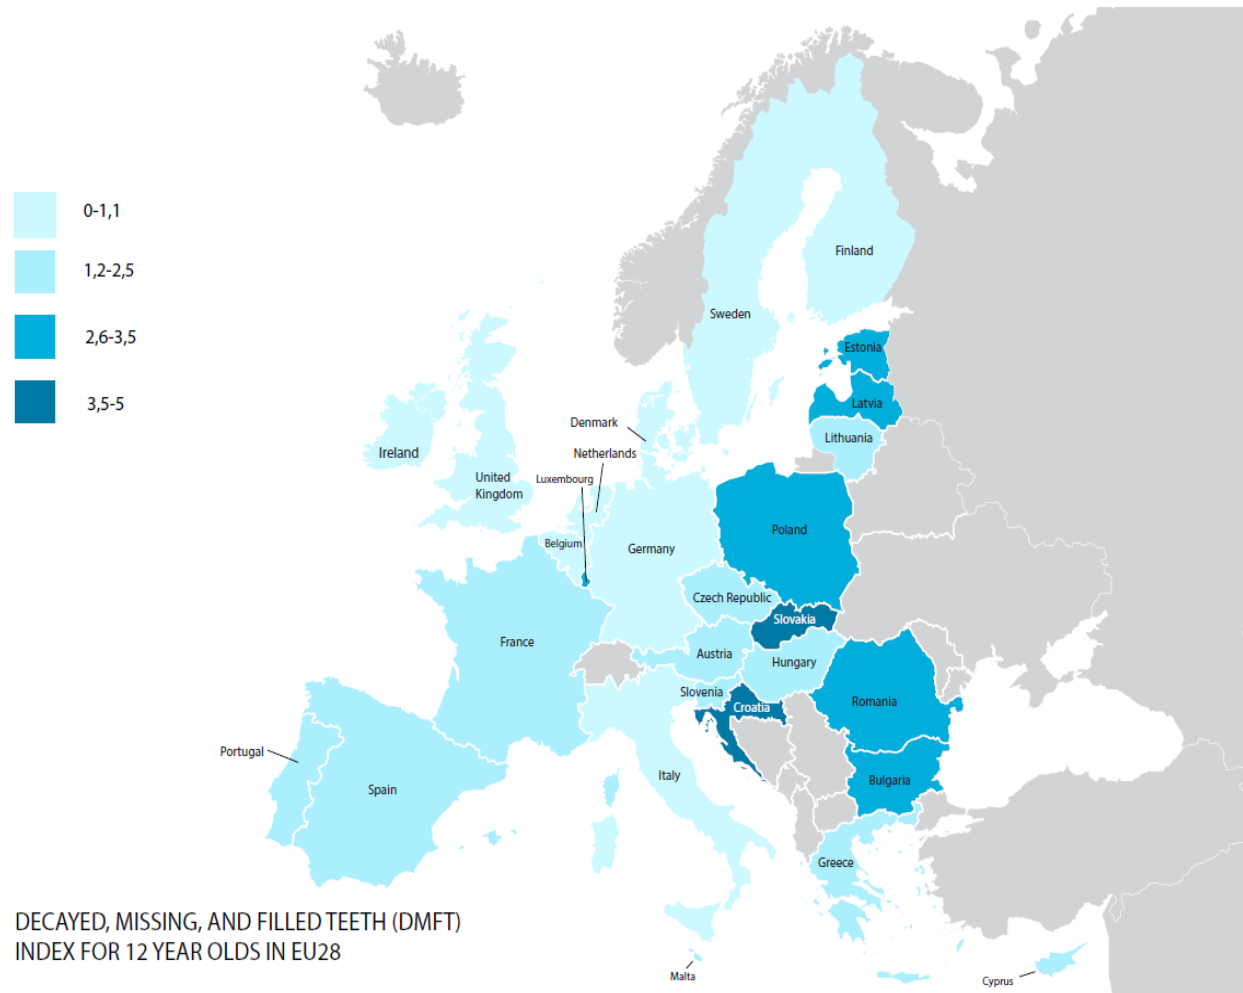 0-1,1
1,2-2,5
2,6-3,5
3,5-5
Finland
Sweden
Estonia
Latvia
Lithuania
Denmark
Netherlands
Luxembourg
Ireland
United
Kingdom
Belgium
Germany
Poland
Czech Republic
Slovakia
France
Austria
Hungary
Slovenia
Croatia
Romania
Portugal
Spain
Italy
Bulgaria
Greece
Malta
Cyprus
DECAYED, MISSING, AND FILLED TEETH (DMFT)
INDEX FOR 12 YEAR OLDS IN EU28